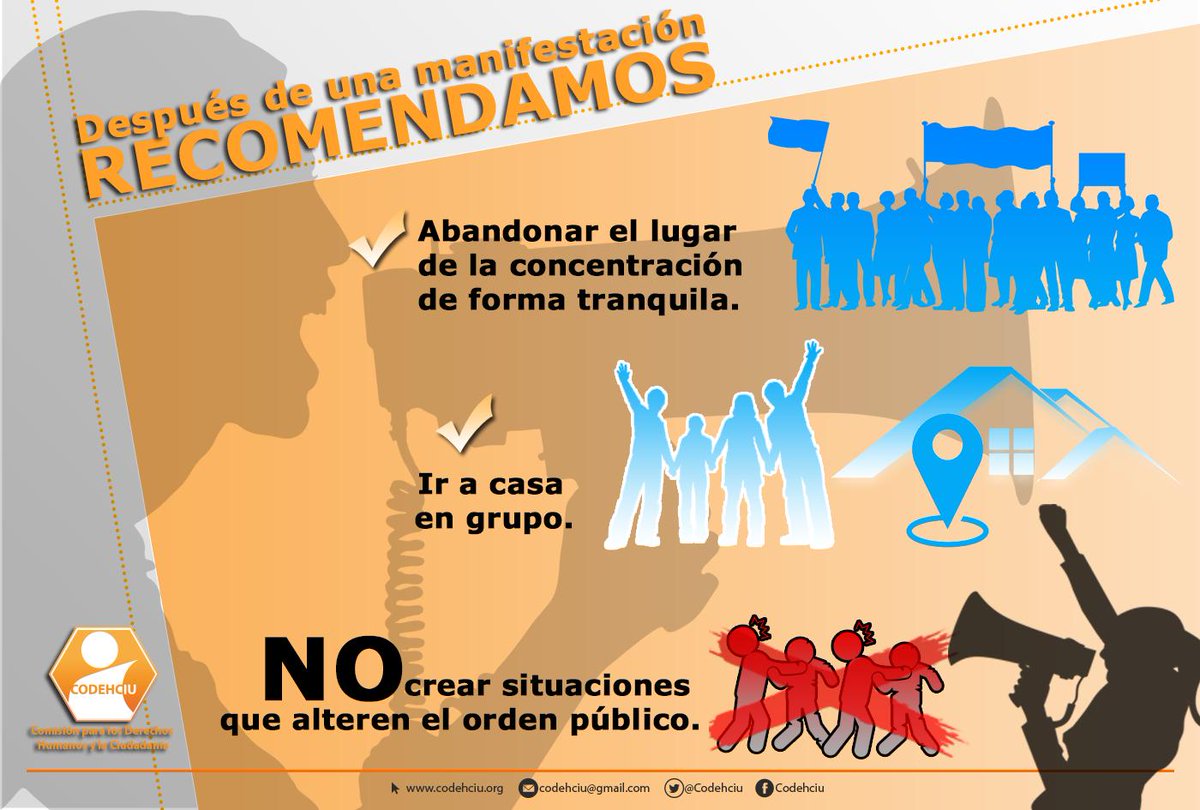 Después de una manifestación
RECOMENDAMOS
Abandonar el lugar
de la concentración
de forma tranquila.
Ir a casa
en grupo.
NO crear situaciones
que alteren el orden público.
CODEHCIU
Comisión para los Derechos
Humanos y la Ciudadanía
www.codehciu.org codehciu@gmail.com @Codehciu Codehciu